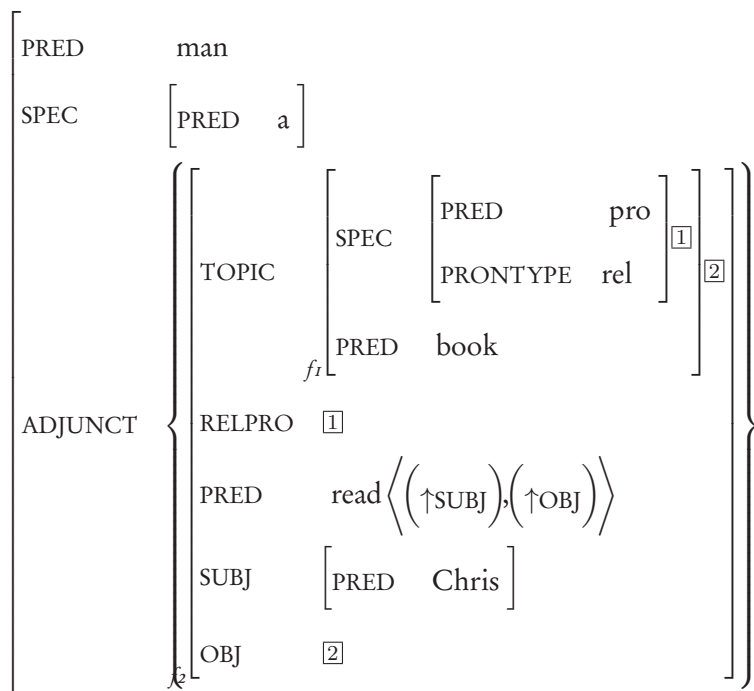 PRED man
SPEC [PRED a]
TOPIC f1[SPEC [PRED pro
PRONTYPE rel] 1
PRED book] 2
ADJUNCT
RELPRO 1
PRED read⟨(↑SUBJ),(↑OBJ)⟩
SUBJ [PRED Chris]
f2 OBJ 2